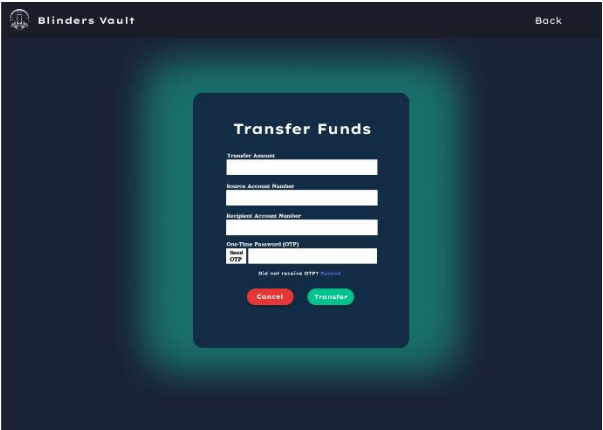 Blinders Vault
Back
Transfer Funds
Transfer Amount
Source Account Number
Recipient Account Number
One-Time Password (OTP)
Send
OTP
Did not receive OTP? Resend
Cancel
Transfer